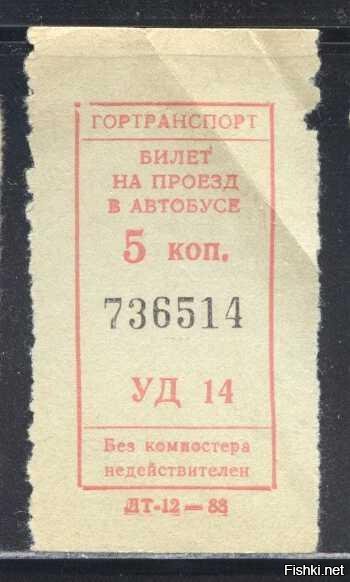 ГОРТРАНСПОРТ
БИЛЕТ
НА ПРОЕЗД
В АВТОБУСЕ
5 коп.
736514
УД 14
Без компостера
недействителен
ДТ-12 — 88
Fishki.net